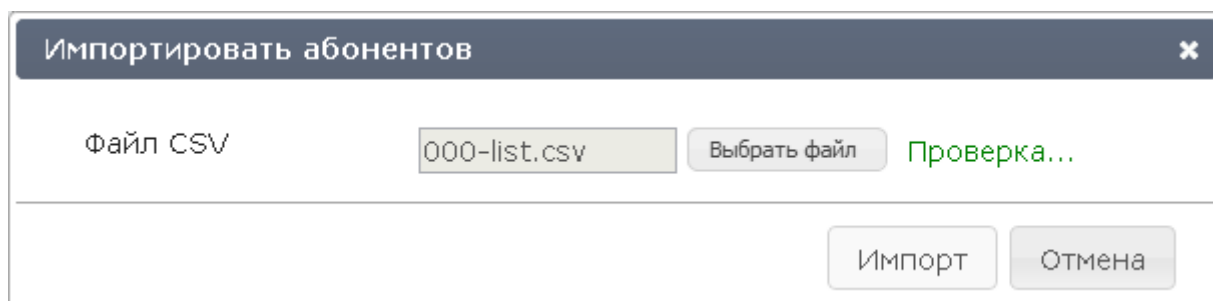 Импортировать абонентов
Файл CSV 000-list.csv Выбрать файл Проверка...
Импорт Отмена